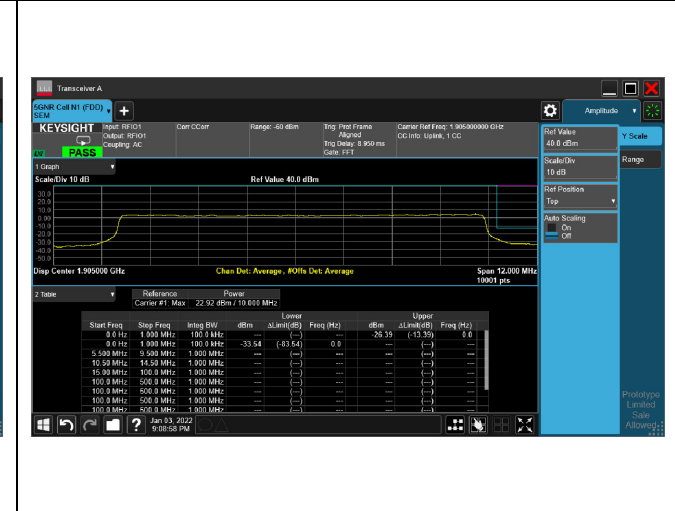 Transceiver A
5GNR Cell N1 (FDD)
SEM
Amplitude
KEYSIGHT
PASS
Input: RFIO1
Output: RFIO1
Coupling: AC
Corr CCorr
Range: -60 dBm
Trig: Prot Frame
Aligned
Trig Delay: 8.950 ms
Gate: FFT
Carrier Ref Freq: 1.905000000 GHz
CC Info: Uplink, 1 CC
Ref Value
40.0 dBm
Y Scale
Scale/Div
10 dB
Range
Ref Position
Top
Auto Scaling
On
Off
1 Graph
Scale/Div 10 dB
Ref Value 40.0 dBm
30.0
20.0
10.0
0.00
-10.0
-20.0
-30.0
-40.0
-50.0
Disp Center 1.905000 GHz
Chan Det: Average , #Offs Det: Average
Span 12.000 MHz
10001 pts
2 Table
Reference Power
Carrier #1: Max 22.92 dBm / 10.000 MHz
Lower Upper
Start Freq Stop Freq Integ BW dBm ΔLimit(dB) Freq (Hz) dBm ΔLimit(dB) Freq (Hz)
0.0 Hz 1.000 MHz 100.0 kHz --- (---) --- -26.39 (-13.39) 0.0
0.0 Hz 1.000 MHz 100.0 kHz -33.54 (-83.54) 0.0 --- (---) ---
5.500 MHz 9.500 MHz 1.000 MHz --- (---) --- --- (---) ---
10.50 MHz 14.50 MHz 1.000 MHz --- (---) --- --- (---) ---
15.00 MHz 100.0 MHz 1.000 MHz --- (---) --- --- (---) ---
100.0 MHz 500.0 MHz 1.000 MHz --- (---) --- --- (---) ---
100.0 MHz 500.0 MHz 1.000 MHz --- (---) --- --- (---) ---
100.0 MHz 500.0 MHz 1.000 MHz --- (---) --- --- (---) ---
100.0 MHz 500.0 MHz 1.000 MHz --- (---) --- --- (---) ---
Prototype
Limited
Sale
Allowed
?
Jan 03, 2022
9:08:58 PM